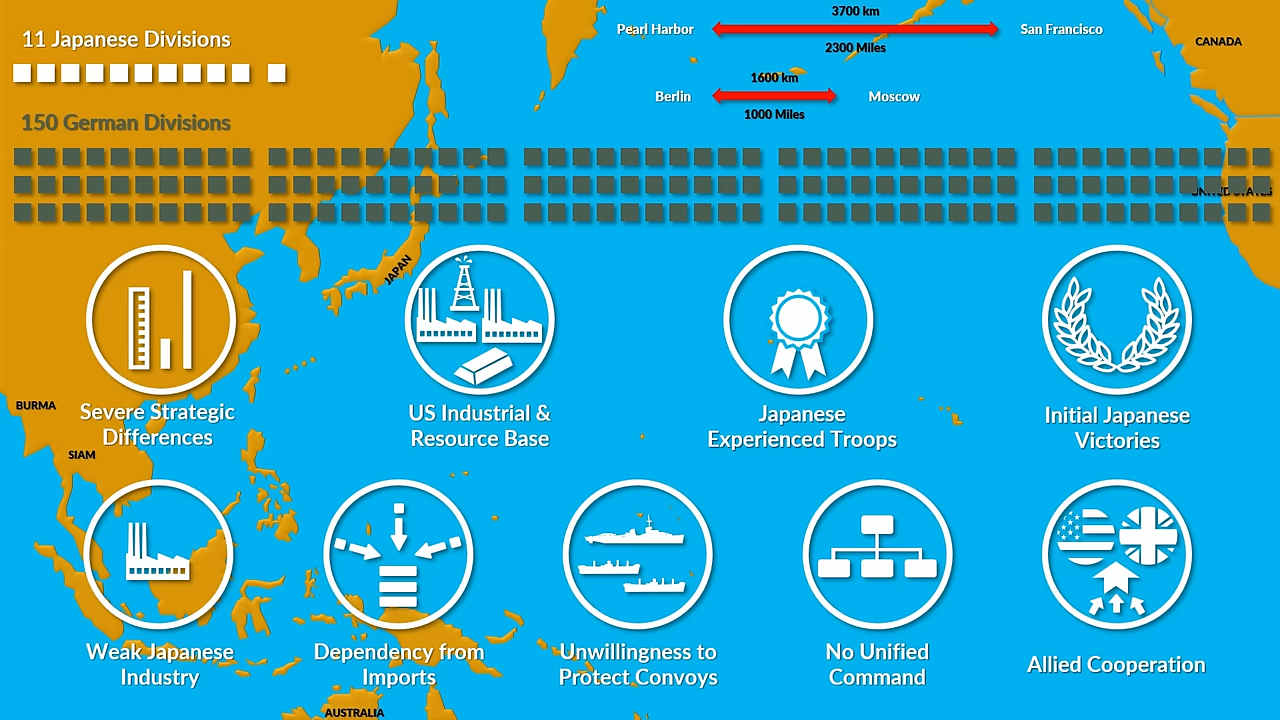 11 Japanese Divisions
3700 km
Pearl Harbor
San Francisco
2300 Miles
CANADA
1600 km
Berlin
Moscow
1000 Miles
150 German Divisions
UNITED STATES
JAPAN
BURMA
SIAM
Severe Strategic
Differences
US Industrial &
Resource Base
Japanese
Experienced Troops
Initial Japanese
Victories
Weak Japanese
Industry
Dependency from
Imports
Unwillingness to
Protect Convoys
No Unified
Command
Allied Cooperation
AUSTRALIA